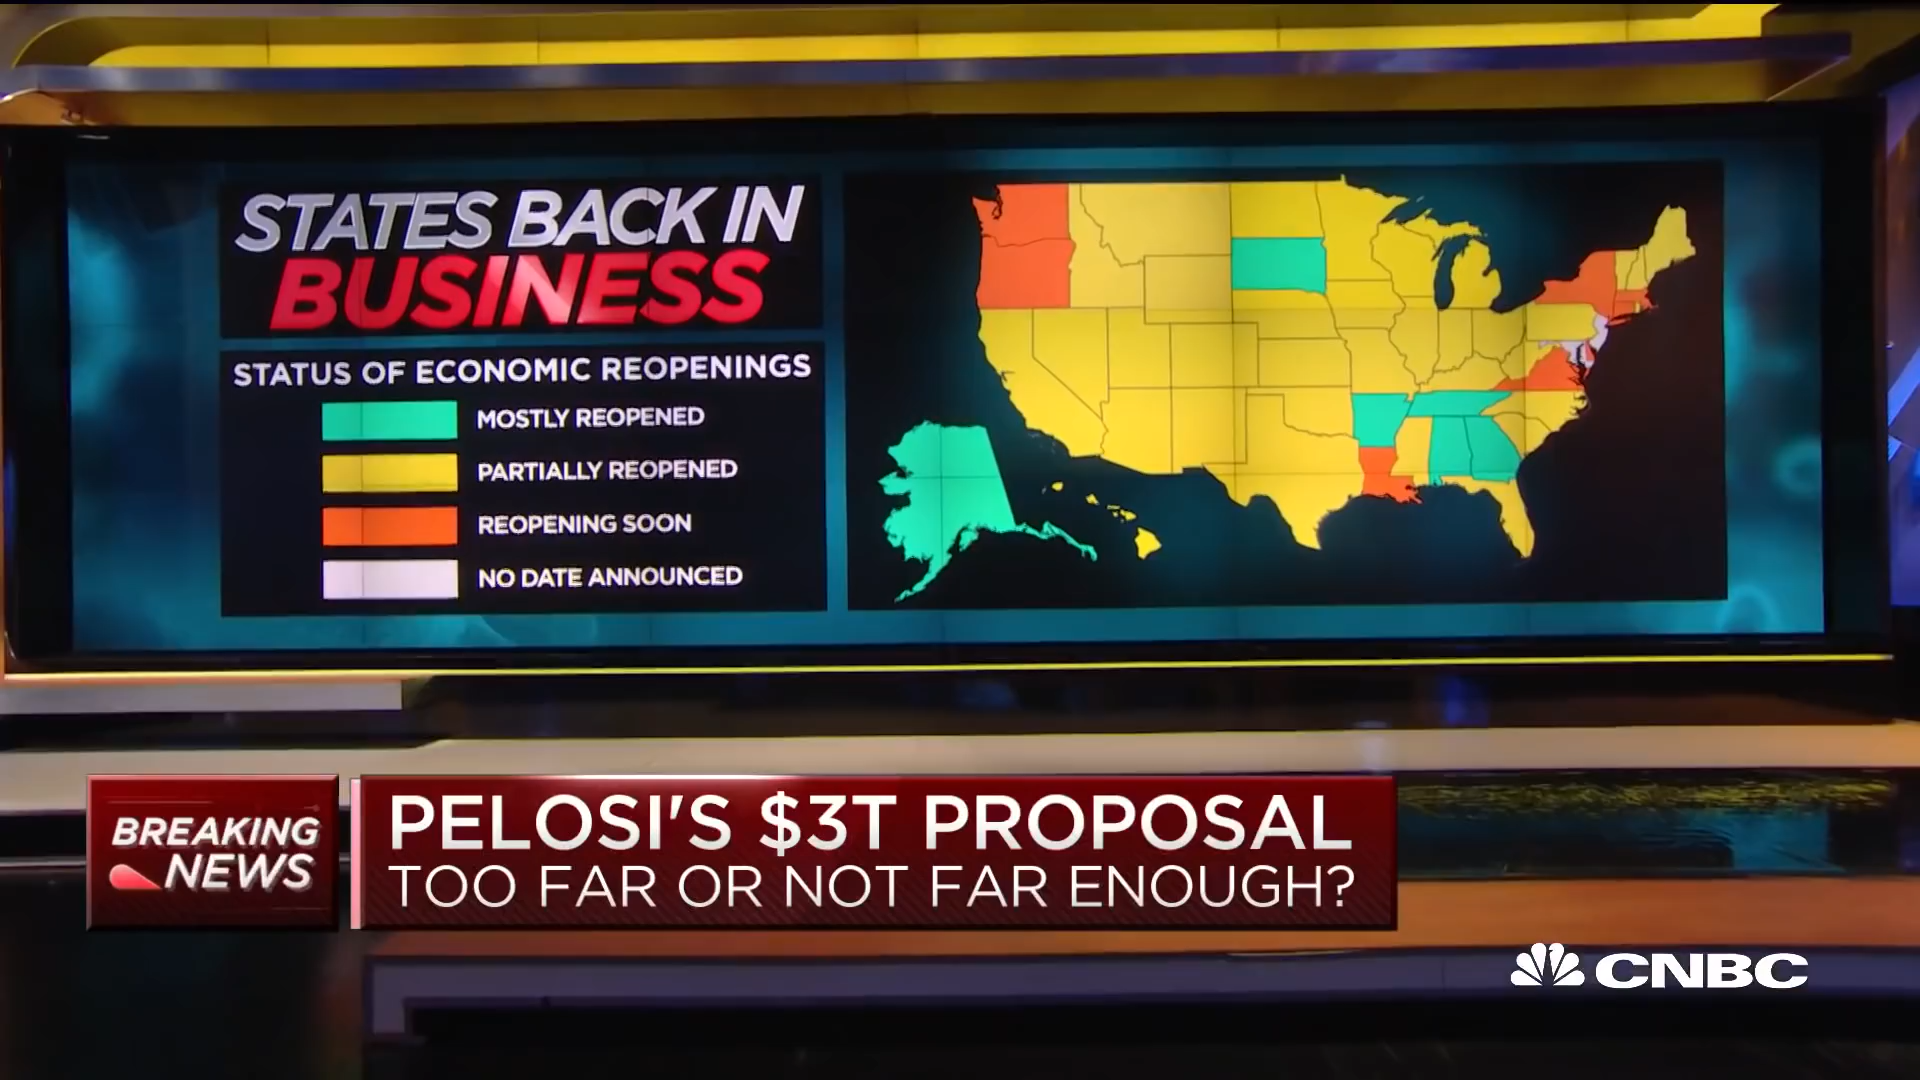 STATES BACK IN
BUSINESS
STATUS OF ECONOMIC REOPENINGS
MOSTLY REOPENED
PARTIALLY REOPENED
REOPENING SOON
NO DATE ANNOUNCED
BREAKING
NEWS
PELOSI'S $3T PROPOSAL
TOO FAR OR NOT FAR ENOUGH?
CNBC